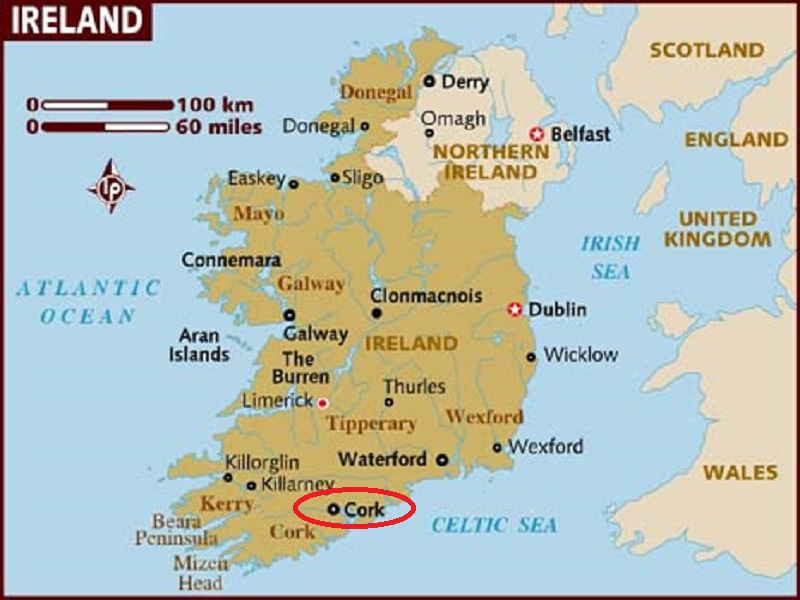 IRELAND
0 100 km
0 60 miles
lp
SCOTLAND
ENGLAND
UNITED
KINGDOM
WALES
IRISH
SEA
CELTIC SEA
ATLANTIC
OCEAN
Donegal
Derry
Donegal
Omagh
Belfast
NORTHERN
IRELAND
Easkey
Sligo
Mayo
Connemara
Galway
Clonmacnois
Galway
Dublin
Aran
Islands
IRELAND
The
Burren
Wicklow
Limerick
Thurles
Tipperary
Wexford
Wexford
Killorglin
Waterford
Killarney
Kerry
Cork
Beara
Peninsula
Cork
Mizen
Head